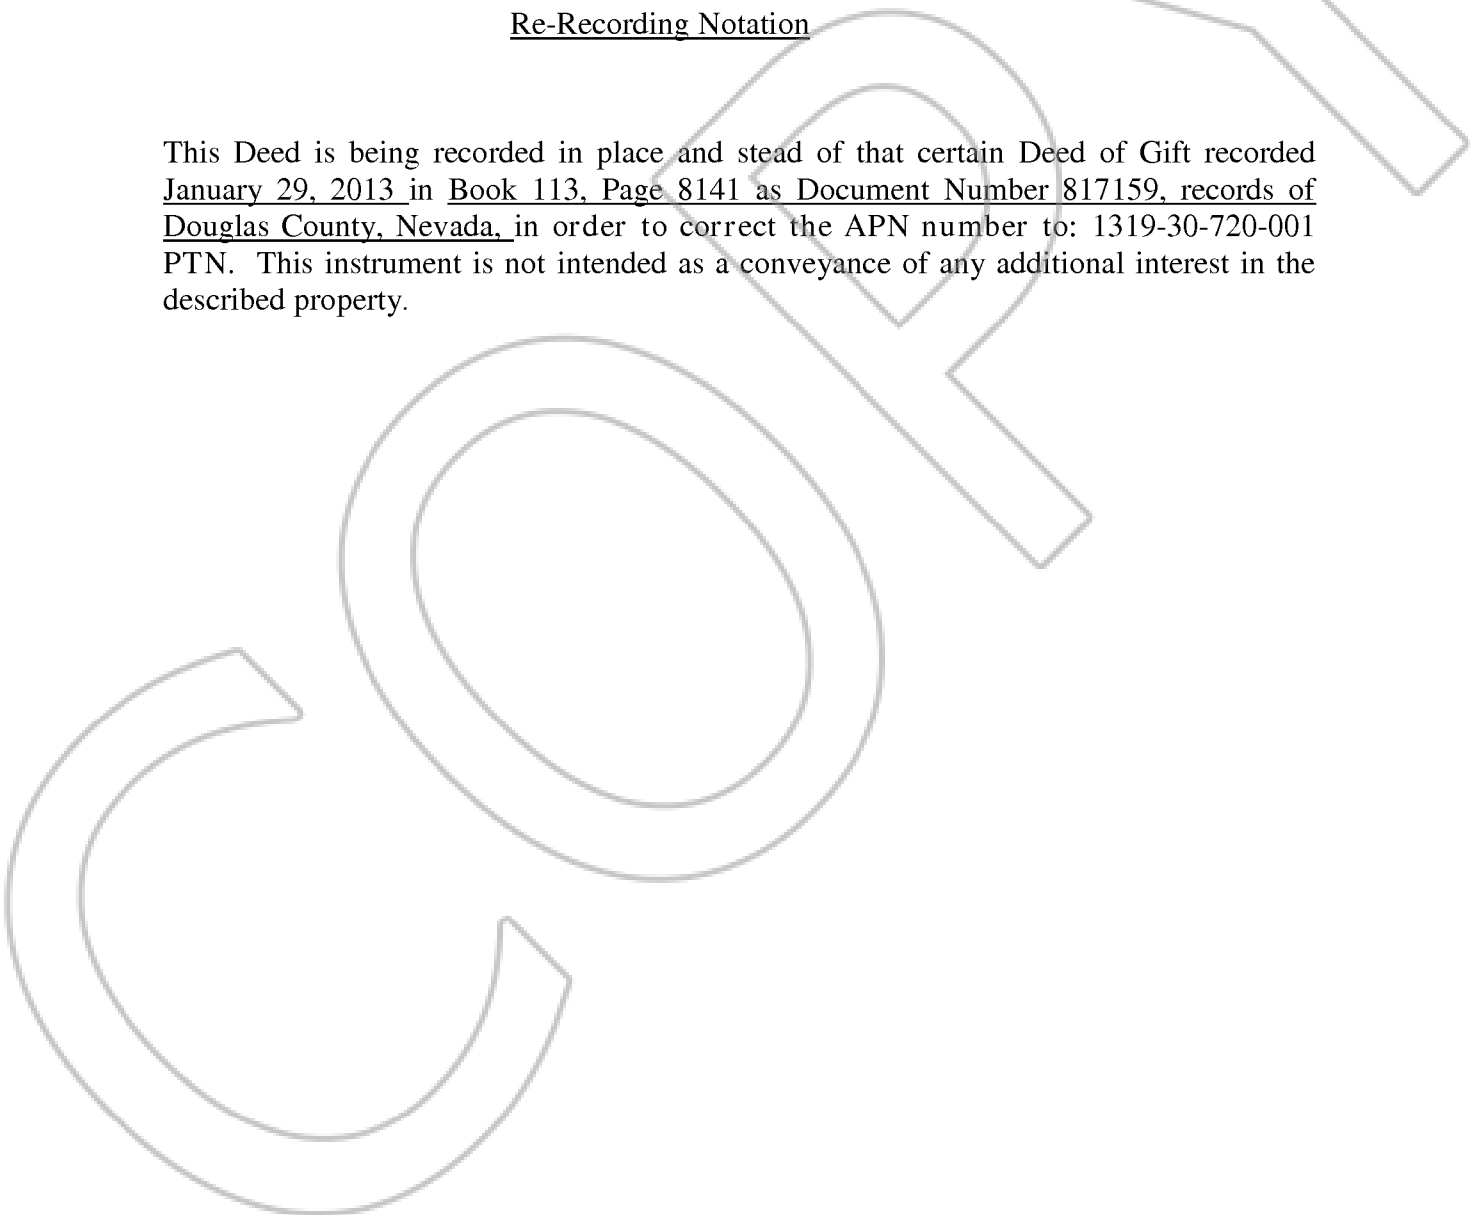 Re-Recording Notation
This Deed is being recorded in place and stead of that certain Deed of Gift recorded
January 29, 2013 in Book 113, Page 8141 as Document Number 817159, records of
Douglas County, Nevada, in order to correct the APN number to: 1319-30-720-001
PTN. This instrument is not intended as a conveyance of any additional interest in the
described property.
COPY